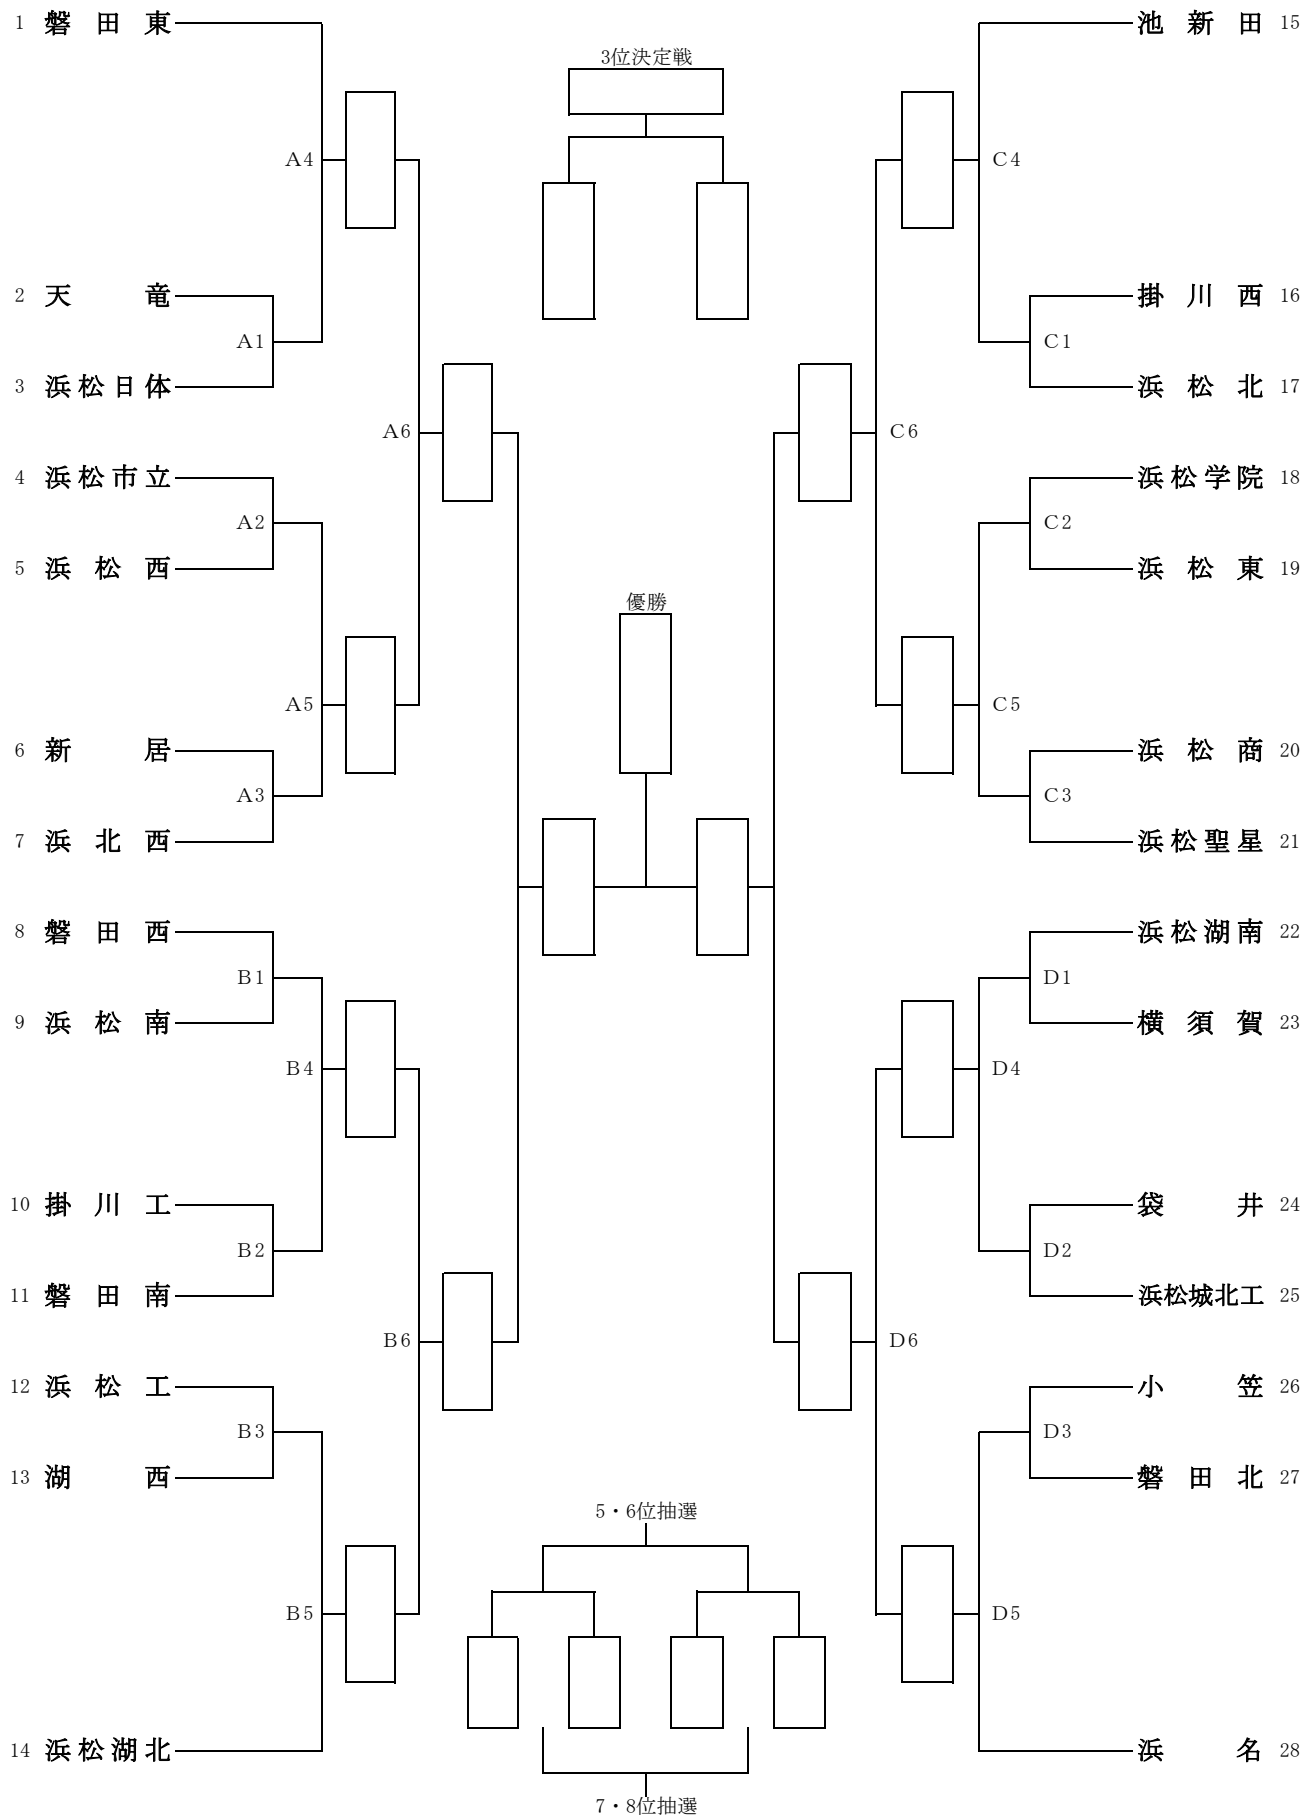 1 磐田東
池新田 15
3位決定戦
A4
C4
2 天竜
掛川西 16
A1
C1
3 浜松日体
浜松北 17
A6
C6
4 浜松市立
浜松学院 18
A2
C2
5 浜松西
浜松東 19
優勝
A5
C5
6 新居
浜松商 20
A3
C3
7 浜北西
浜松聖星 21
8 磐田西
浜松湖南 22
B1
D1
9 浜松南
横須賀 23
B4
D4
10 掛川工
袋井 24
B2
D2
11 磐田南
浜松城北工 25
B6
D6
12 浜松工
小笠 26
B3
D3
13 湖西
磐田北 27
5・6位抽選
B5
D5
14 浜松湖北
浜名 28
7・8位抽選